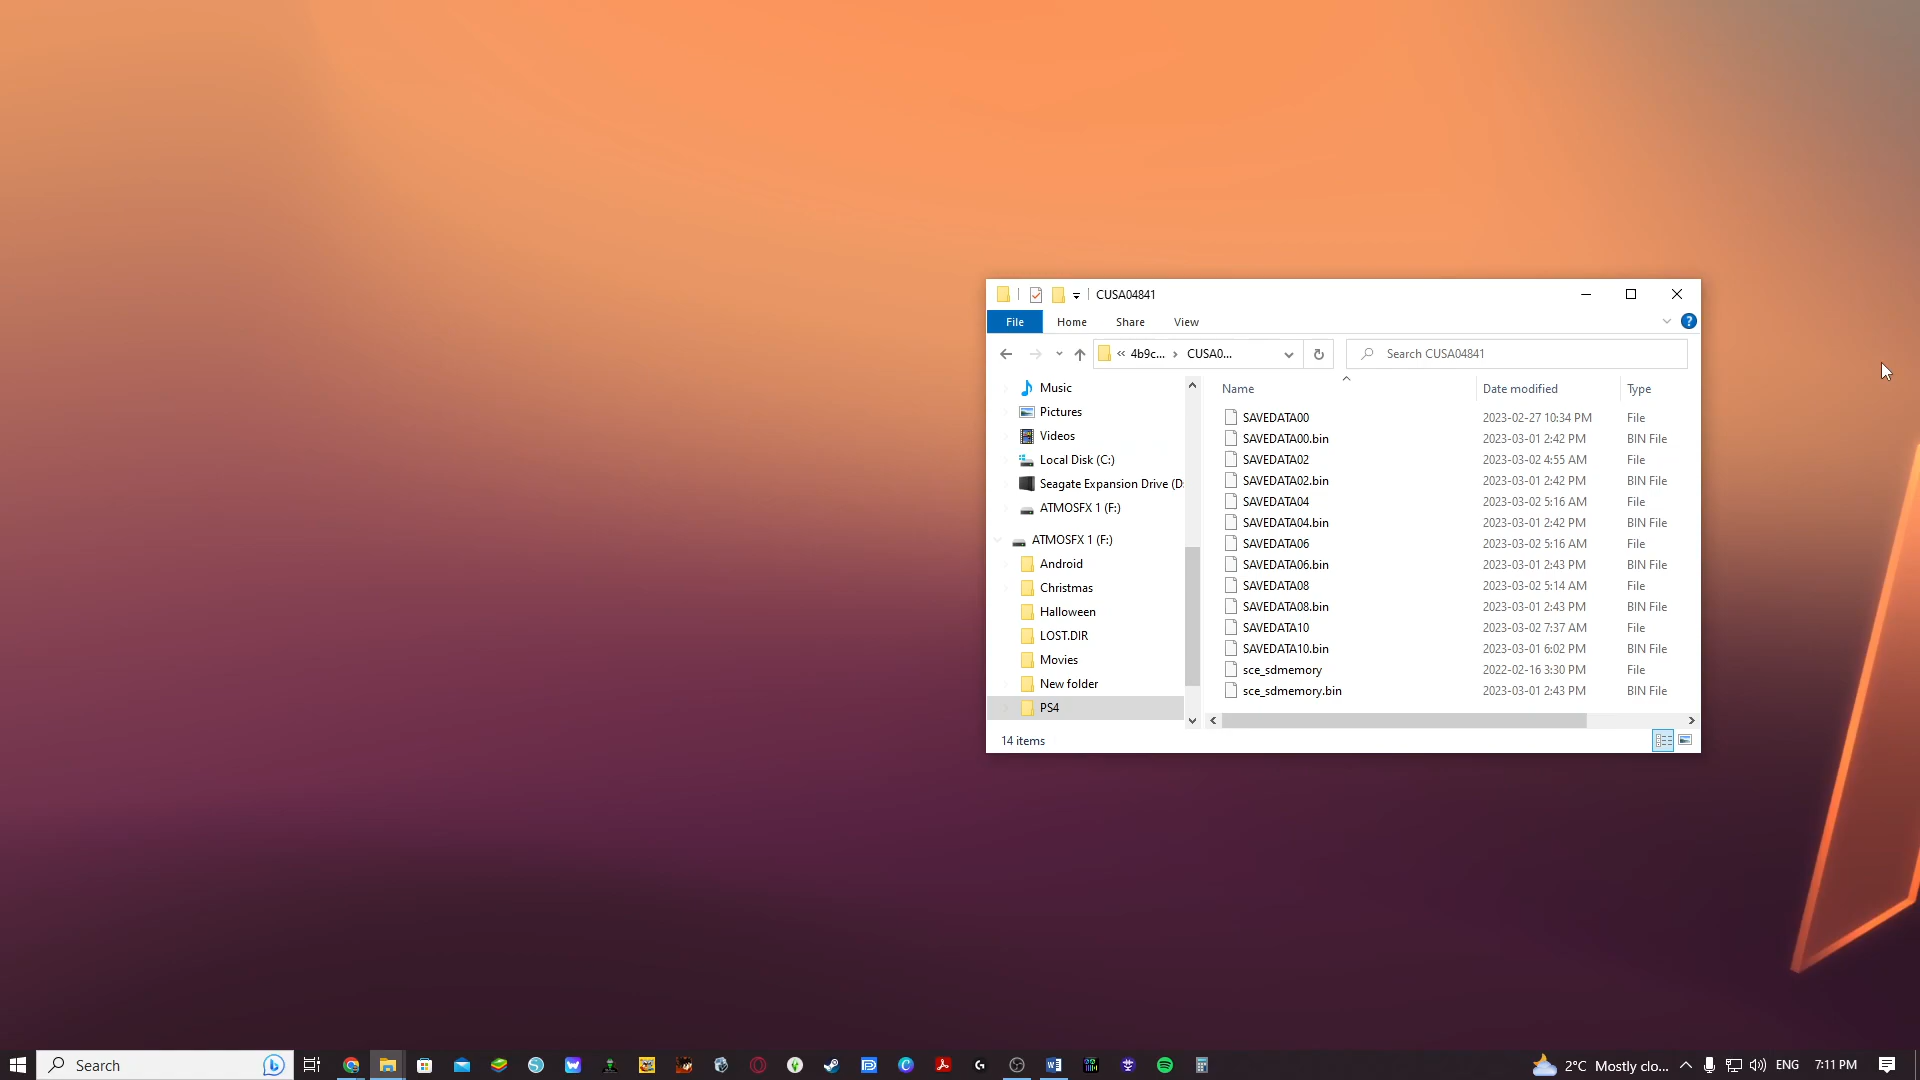 CUSA04841
File Home Share View
« 4b9c... › CUSA0...
Search CUSA04841
Music
Pictures
Videos
Local Disk (C:)
Seagate Expansion Drive (D:
ATMOSFX 1 (F:)
ATMOSFX 1 (F:)
Android
Christmas
Halloween
LOST.DIR
Movies
New folder
PS4
Name Date modified Type
SAVEDATA00 2023-02-27 10:34 PM File
SAVEDATA00.bin 2023-03-01 2:42 PM BIN File
SAVEDATA02 2023-03-02 4:55 AM File
SAVEDATA02.bin 2023-03-01 2:42 PM BIN File
SAVEDATA04 2023-03-02 5:16 AM File
SAVEDATA04.bin 2023-03-01 2:42 PM BIN File
SAVEDATA06 2023-03-02 5:16 AM File
SAVEDATA06.bin 2023-03-01 2:43 PM BIN File
SAVEDATA08 2023-03-02 5:14 AM File
SAVEDATA08.bin 2023-03-01 2:43 PM BIN File
SAVEDATA10 2023-03-02 7:37 AM File
SAVEDATA10.bin 2023-03-01 6:02 PM BIN File
sce_sdmemory 2022-02-16 3:30 PM File
sce_sdmemory.bin 2023-03-01 2:43 PM BIN File
14 items
Search
2°C Mostly clo... ENG 7:11 PM